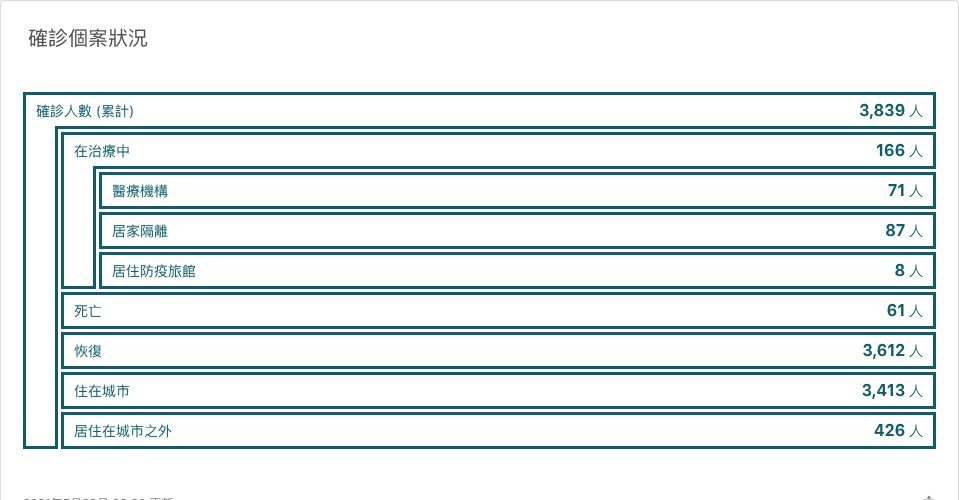 確診個案狀況
確診人數 (累計) 3,839 人
在治療中 166 人
醫療機構 71 人
居家隔離 87 人
居住防疫旅館 8 人
死亡 61 人
恢復 3,612 人
住在城市 3,413 人
居住在城市之外 426 人